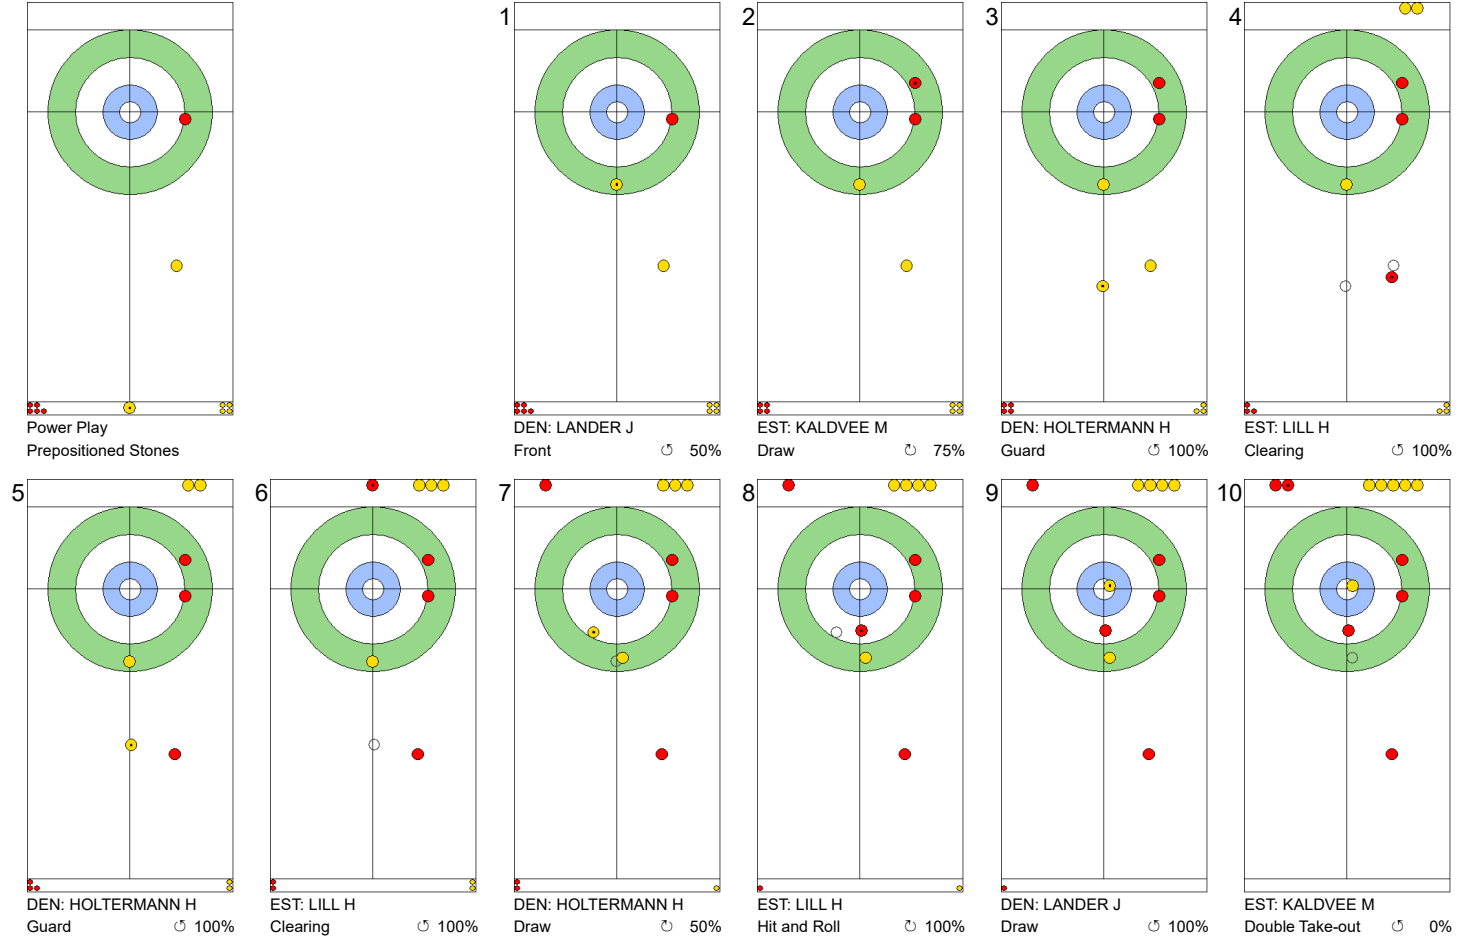 Power Play
Prepositioned Stones
1
DEN: LANDER J
Front 50%
2
EST: KALDVEE M
Draw 75%
3
DEN: HOLTERMANN H
Guard 100%
4
EST: LILL H
Clearing 100%
5
DEN: HOLTERMANN H
Guard 100%
6
EST: LILL H
Clearing 100%
7
DEN: HOLTERMANN H
Draw 50%
8
EST: LILL H
Hit and Roll 100%
9
DEN: LANDER J
Draw 100%
10
EST: KALDVEE M
Double Take-out 0%